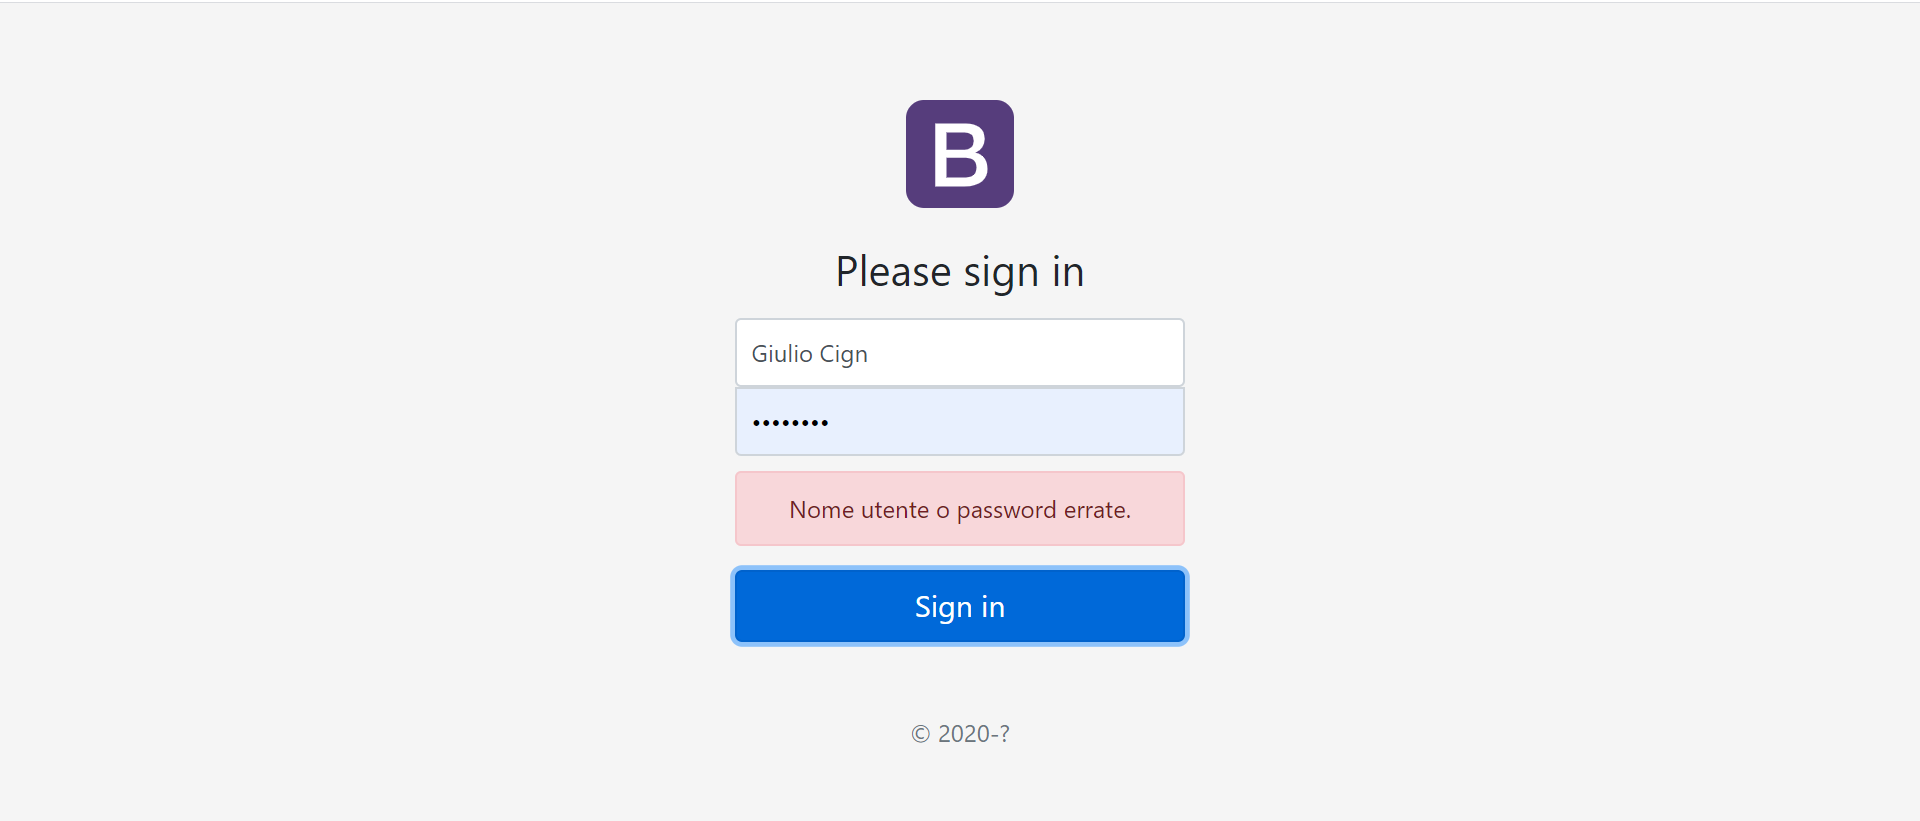 B
Please sign in
Giulio Cign
••••••••
Nome utente o password errate.
Sign in
© 2020-?